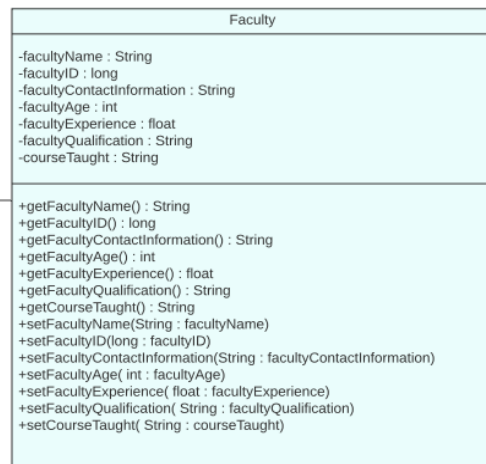 Faculty
-facultyName : String
-facultyID : long
-facultyContactInformation : String
-facultyAge : int
-facultyExperience : float
-facultyQualification : String
-courseTaught : String
+getFacultyName() : String
+getFacultyID() : long
+getFacultyContactInformation() : String
+getFacultyAge() : int
+getFacultyExperience() : float
+getFacultyQualification() : String
+getCourseTaught() : String
+setFacultyName(String : facultyName)
+setFacultyID(long : facultyID)
+setFacultyContactInformation(String : facultyContactInformation)
+setFacultyAge( int : facultyAge)
+setFacultyExperience( float : facultyExperience)
+setFacultyQualification( String : facultyQualification)
+setCourseTaught( String : courseTaught)